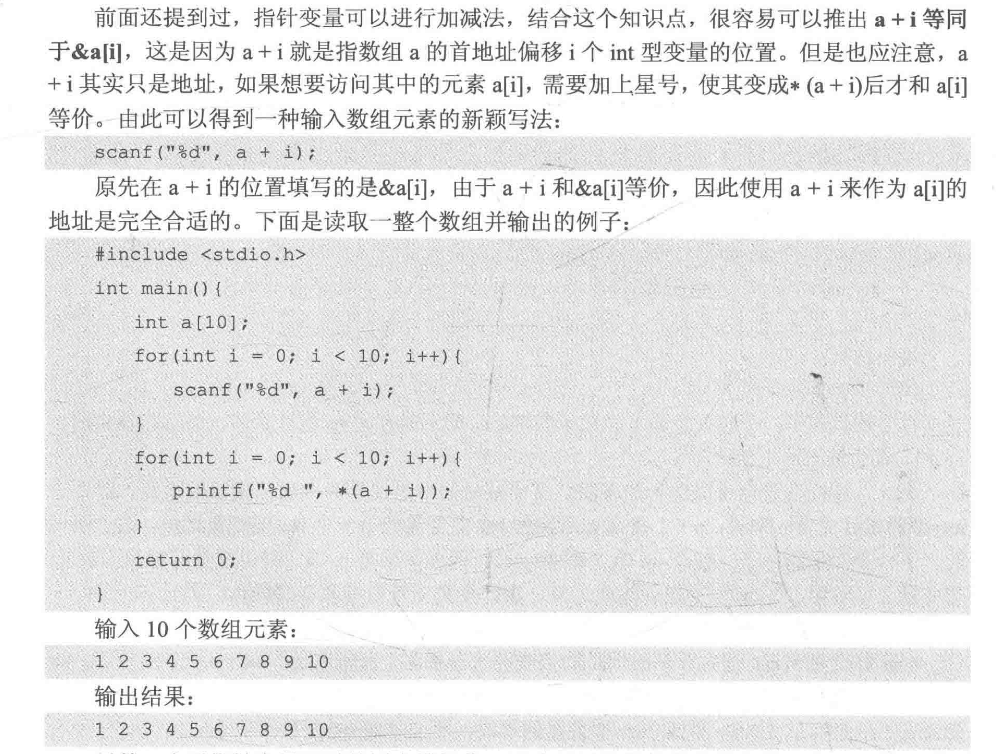 前面还提到过，指针变量可以进行加减法，结合这个知识点，很容易可以推出 a + i 等同
于&a[i]，这是因为 a + i 就是指数组 a 的首地址偏移 i 个 int 型变量的位置。但是也应注意，a
+ i 其实只是地址，如果想要访问其中的元素 a[i]，需要加上星号，使其变成* (a + i)后才和 a[i]
等价。由此可以得到一种输入数组元素的新颖写法：
scanf("%d", a + i);
原先在 a + i 的位置填写的是&a[i]，由于 a + i 和&a[i]等价，因此使用 a + i 来作为 a[i]的
地址是完全合适的。下面是读取一整个数组并输出的例子：
#include <stdio.h>
int main(){
int a[10];
for(int i = 0; i < 10; i++){
scanf("%d", a + i);
}
for(int i = 0; i < 10; i++){
printf("%d ", *(a + i));
}
return 0;
}
输入 10 个数组元素：
1 2 3 4 5 6 7 8 9 10
输出结果：
1 2 3 4 5 6 7 8 9 10